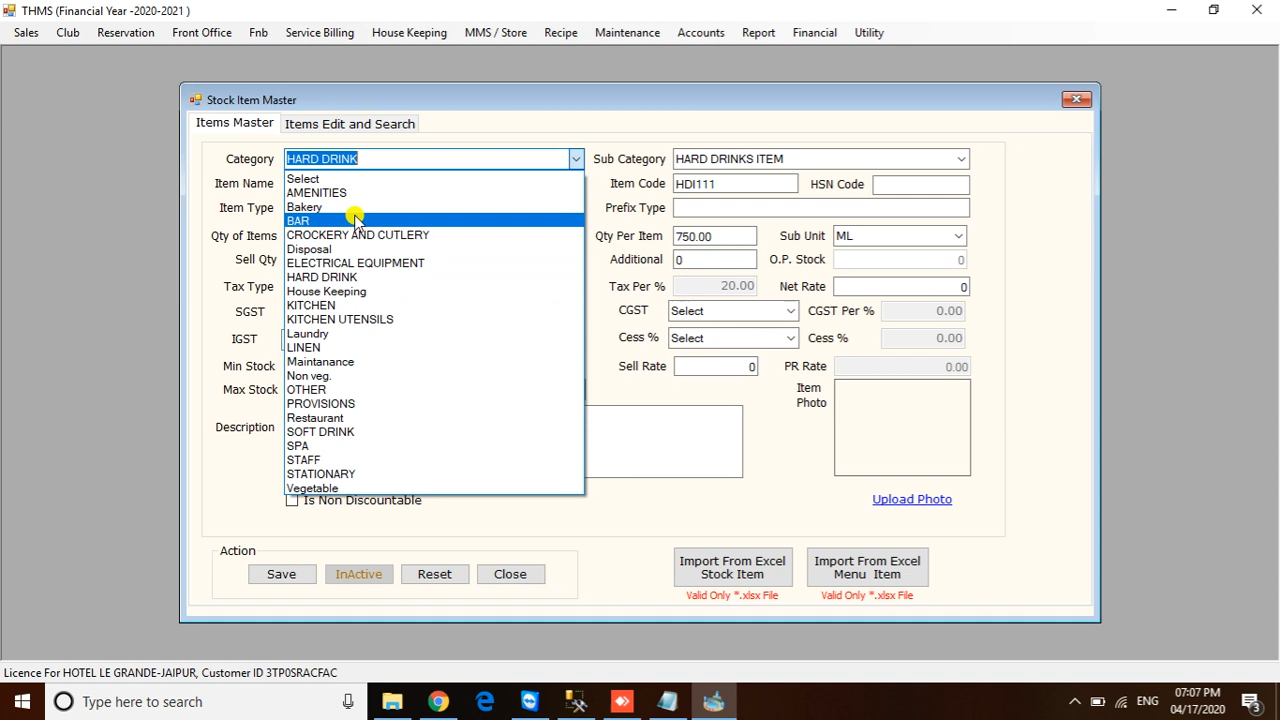 THMS (Financial Year -2020-2021 )
Sales Club Reservation Front Office Fnb Service Billing House Keeping MMS / Store Recipe Maintenance Accounts Report Financial Utility
Stock Item Master
Items Master Items Edit and Search
Category HARD DRINK Sub Category HARD DRINKS ITEM
Select
Item Name Item Code HDI111 HSN Code
AMENITIES
Bakery
Item Type Prefix Type
BAR
CROCKERY AND CUTLERY
Qty of Items Qty Per Item 750.00 Sub Unit ML
Disposal
Sell Qty Additional 0 O.P. Stock 0
ELECTRICAL EQUIPMENT
HARD DRINK
Tax Type Tax Per % 20.00 Net Rate 0
House Keeping
KITCHEN
SGST CGST Select CGST Per % 0.00
KITCHEN UTENSILS
Laundry
IGST Cess % Select Cess % 0.00
LINEN
Maintanance
Min Stock Sell Rate 0 PR Rate 0.00
Non veg.
Max Stock OTHER Item
Photo
PROVISIONS
Restaurant
Description SOFT DRINK
SPA
STAFF
STATIONARY
Vegetable
Is Non Discountable Upload Photo
Action
Save InActive Reset Close
Import From Excel
Stock Item
Import From Excel
Menu Item
Valid Only *.xlsx File Valid Only *.xlsx File
Licence For HOTEL LE GRANDE-JAIPUR, Customer ID 3TP0SRACFAC
Type here to search
ENG 07:07 PM
04/17/2020
3